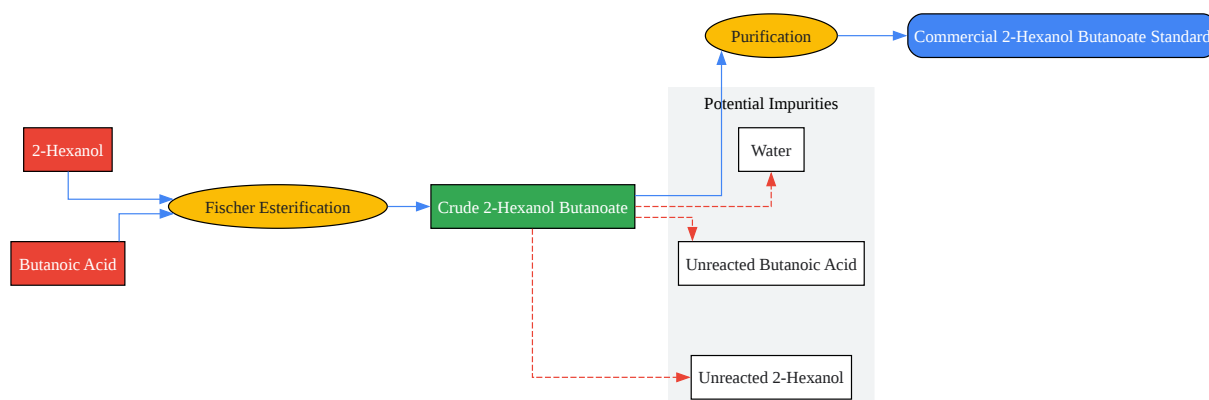 Purification
Commercial 2-Hexanol Butanoate Standard
Potential Impurities
2-Hexanol
Water
Fischer Esterification
Crude 2-Hexanol Butanoate
Butanoic Acid
Unreacted Butanoic Acid
Unreacted 2-Hexanol